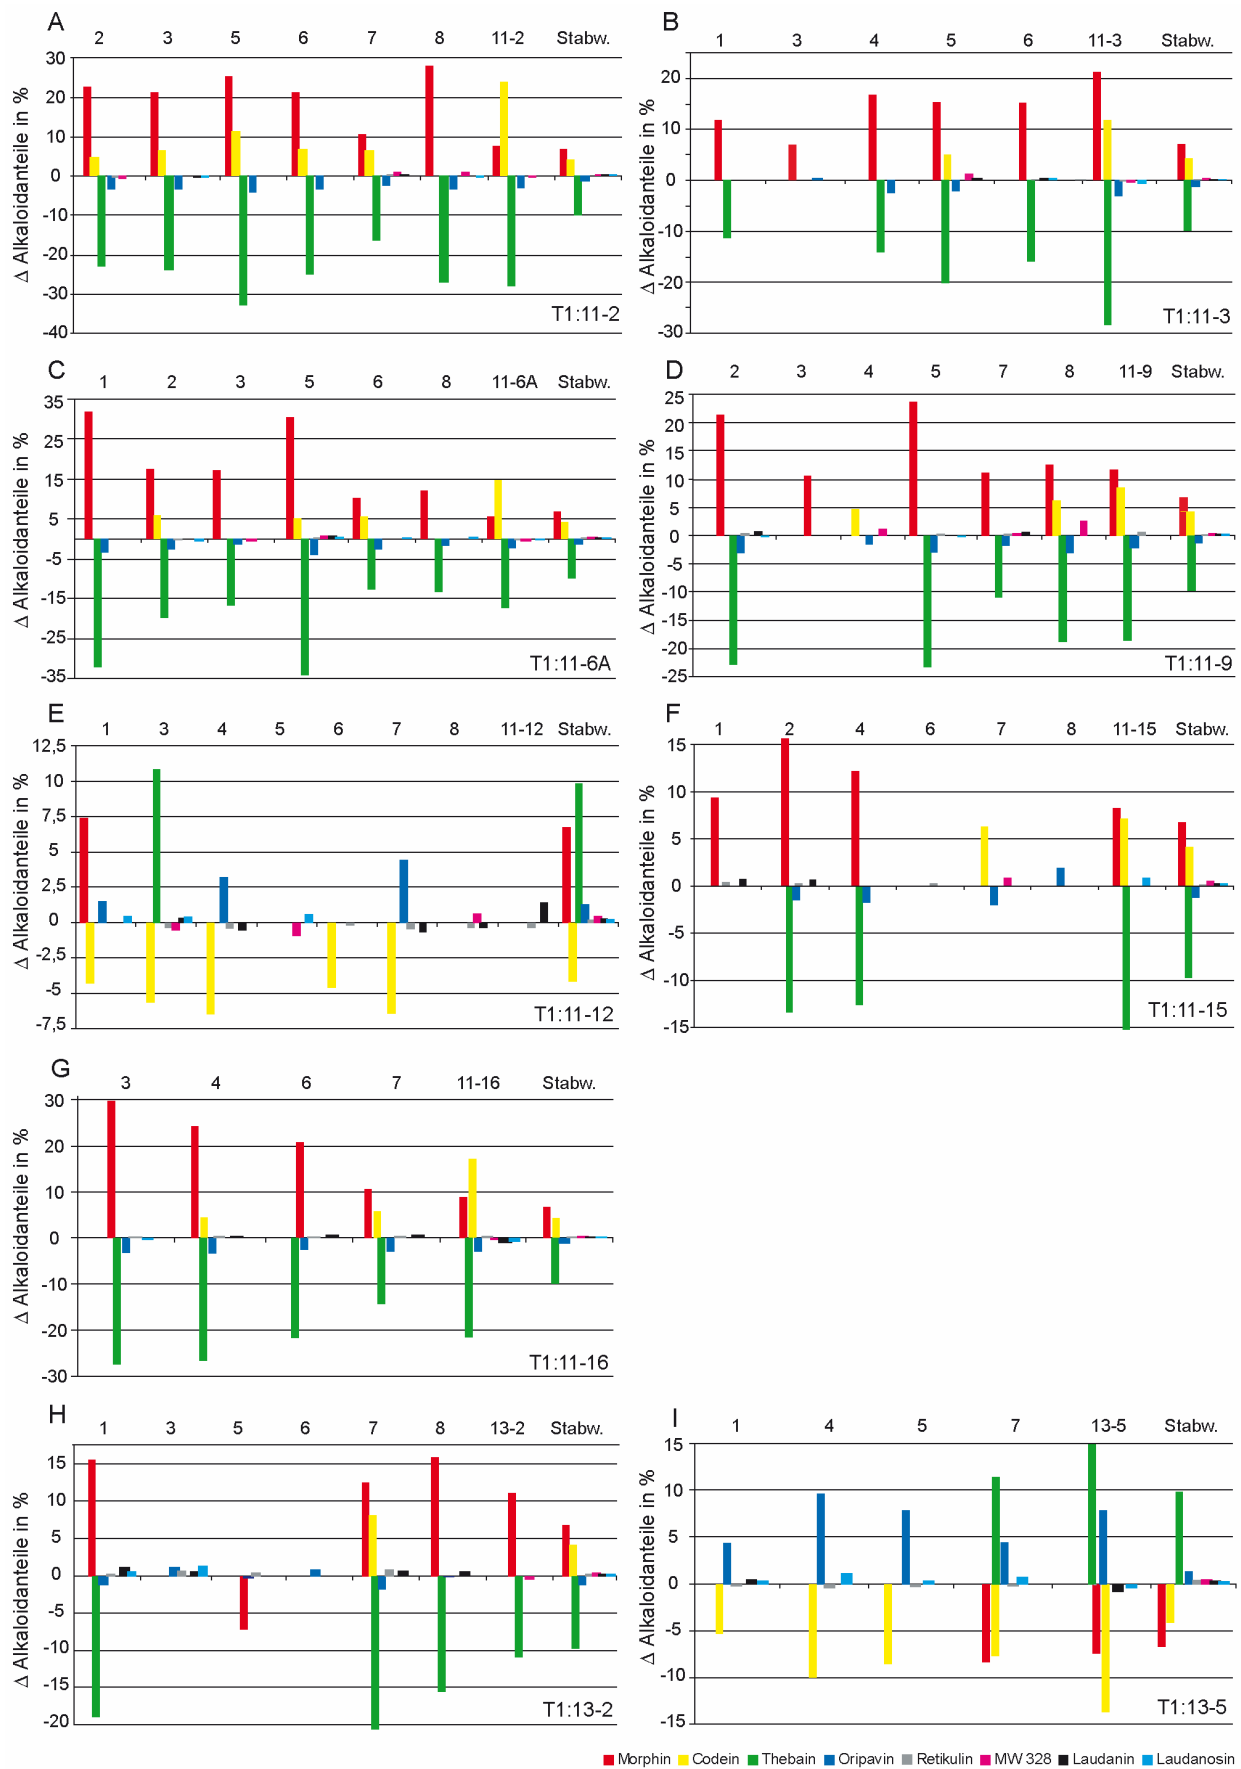 A
2 3 5 6 7 8 11-2 Stabw.
Δ Alkaloidanteile in %
30
20
10
0
-10
-20
-30
-40
T1:11-2
B
1 3 4 5 6 11-3 Stabw.
Δ Alkaloidanteile in %
20
10
0
-10
-20
-30
T1:11-3
C
1 2 3 5 6 8 11-6A Stabw.
Δ Alkaloidanteile in %
35
25
15
5
-5
-15
-25
-35
T1:11-6A
D
2 3 4 5 7 8 11-9 Stabw.
Δ Alkaloidanteile in %
25
20
15
10
5
0
-5
-10
-15
-20
-25
T1:11-9
E
1 3 4 5 6 7 8 11-12 Stabw.
Δ Alkaloidanteile in %
12,5
10
7,5
5
2,5
0
-2,5
-5
-7,5
T1:11-12
F
1 2 4 6 7 8 11-15 Stabw.
Δ Alkaloidanteile in %
15
10
5
0
-5
-10
-15
T1:11-15
G
3 4 6 7 11-16 Stabw.
Δ Alkaloidanteile in %
30
20
10
0
-10
-20
-30
T1:11-16
H
1 3 5 6 7 8 13-2 Stabw.
Δ Alkaloidanteile in %
15
10
5
0
-5
-10
-15
-20
T1:13-2
I
1 4 5 7 13-5 Stabw.
Δ Alkaloidanteile in %
15
10
5
0
-5
-10
-15
T1:13-5
Morphin Codein Thebain Oripavin Retikulin MW 328 Laudanin Laudanosin